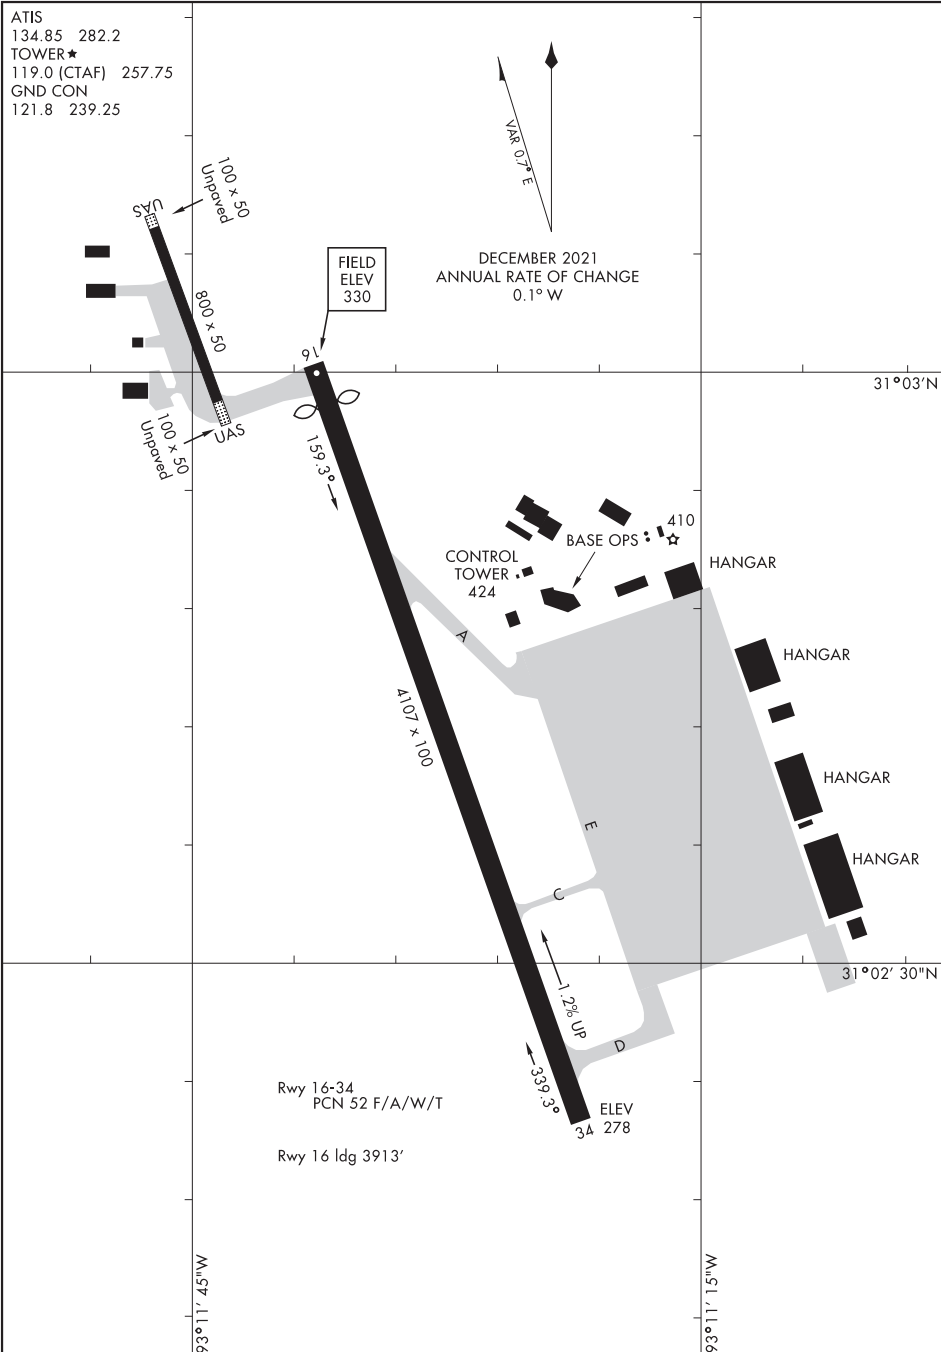 ATIS
134.85 282.2
TOWER★
119.0 (CTAF) 257.75
GND CON
121.8 239.25
VAR 0.7° E
DECEMBER 2021
ANNUAL RATE OF CHANGE
0.1° W
100 x 50
Unpaved
UAS
800 x 50
FIELD
ELEV
330
16
31°03'N
UAS
100 x 50
Unpaved
159.3°
410
BASE OPS
CONTROL
TOWER
424
HANGAR
A
HANGAR
4107 x 100
HANGAR
E
HANGAR
C
31°02' 30"N
1.2% UP
D
339.3°
Rwy 16-34
PCN 52 F/A/W/T
ELEV
278
34
Rwy 16 ldg 3913'
93°11' 45"W
93°11' 15"W